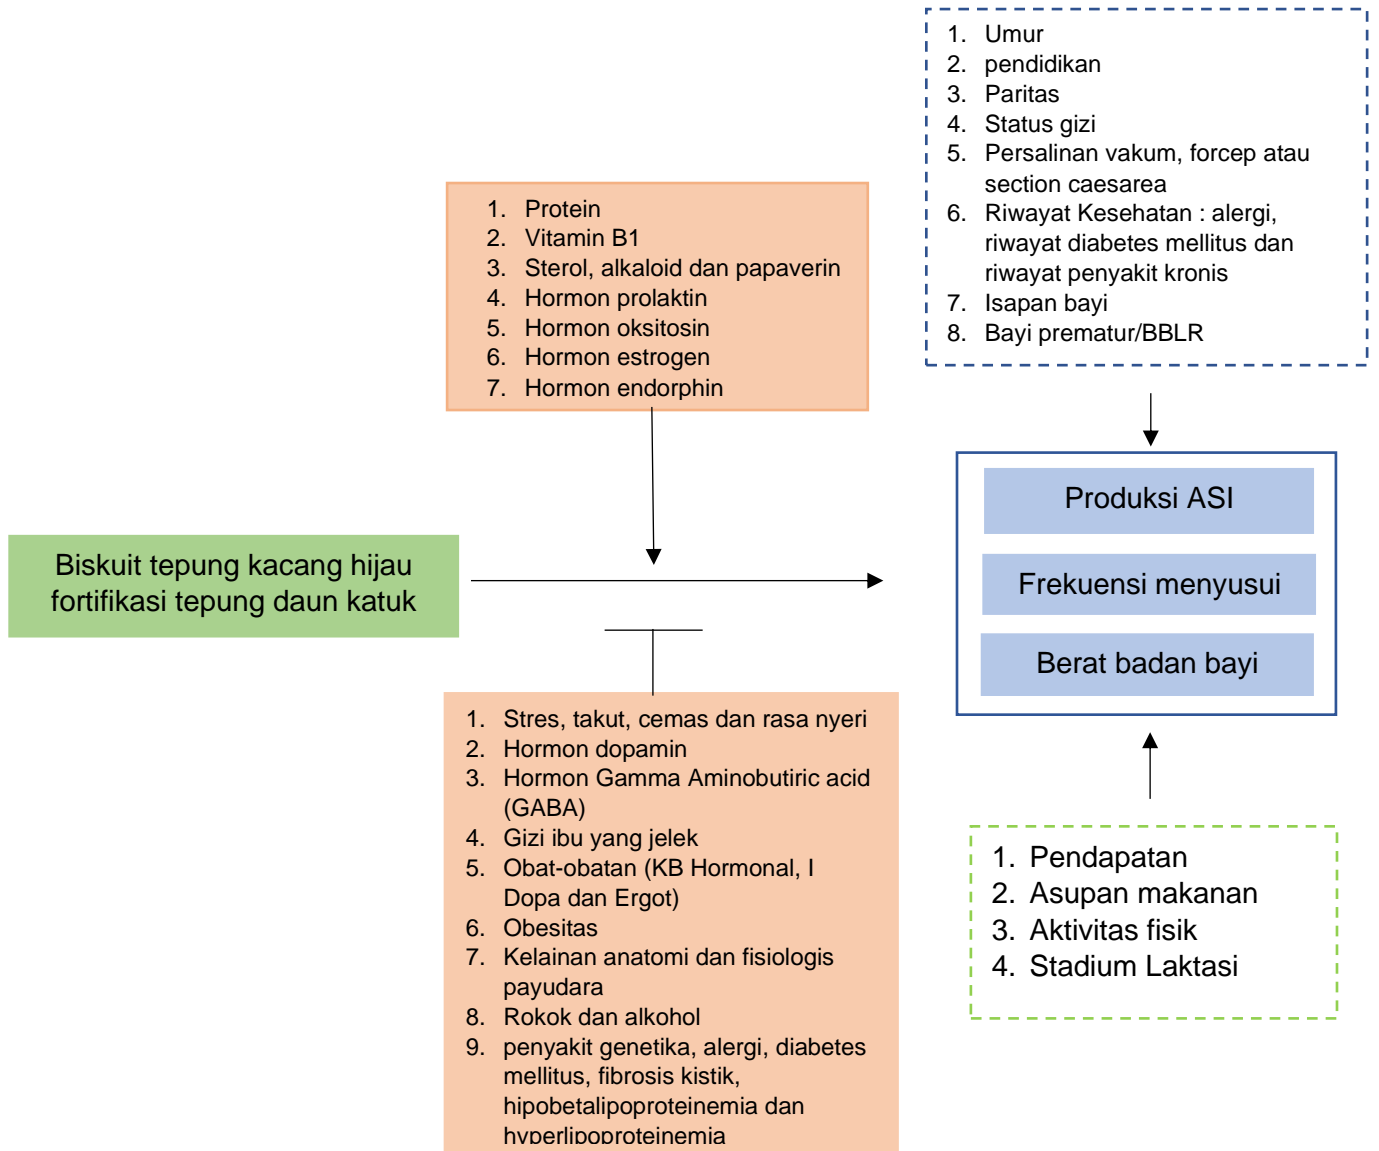 1. Umur
2. pendidikan
3. Paritas
4. Status gizi
5. Persalinan vakum, forcep atau
section caesarea
6. Riwayat Kesehatan : alergi,
riwayat diabetes mellitus dan
riwayat penyakit kronis
7. Isapan bayi
8. Bayi prematur/BBLR
1. Protein
2. Vitamin B1
3. Sterol, alkaloid dan papaverin
4. Hormon prolaktin
5. Hormon oksitosin
6. Hormon estrogen
7. Hormon endorphin
Biskuit tepung kacang hijau
fortifikasi tepung daun katuk
Produksi ASI
Frekuensi menyusui
Berat badan bayi
1. Stres, takut, cemas dan rasa nyeri
2. Hormon dopamin
3. Hormon Gamma Aminobutiric acid
(GABA)
4. Gizi ibu yang jelek
5. Obat-obatan (KB Hormonal, I
Dopa dan Ergot)
6. Obesitas
7. Kelainan anatomi dan fisiologis
payudara
8. Rokok dan alkohol
9. penyakit genetika, alergi, diabetes
mellitus, fibrosis kistik,
hipobetalipoproteinemia dan
hyperlipoproteinemia
1. Pendapatan
2. Asupan makanan
3. Aktivitas fisik
4. Stadium Laktasi